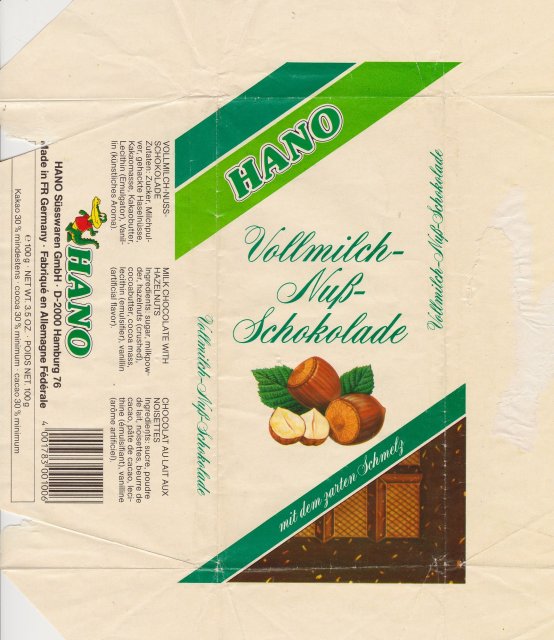 HANO
Vollmilch-
Nuß-
Schokolade
mit dem zarten Schmelz
Vollmilch-Nuß-Schokolade
Vollmilch-Nuß-Schokolade
VOLLMILCH-NUSS-
SCHOKOLADE
Zutaten: Zucker, Milchpul-
ver, gehackte Haselnüsse,
Kakaomasse, Kakaobutter,
Lecithin (Emulgator), Vanil-
lin (künstliches Aroma).
MILK CHOCOLATE WITH
HAZELNUTS
Ingredients: sugar, milkpow-
der, hazelnuts (crushed),
cocoabutter, cocoa mass,
lecithin (emulsifier), vanillin
(artificial flavor).
CHOCOLAT AU LAIT AUX
NOISETTES
Ingredients: sucre, poudre
de lait, noisettes, beurre de
cacao, pâte de cacao, leci-
thine (émulsifiant), vanilline
(arôme artificiel).
HANO
HANO Süsswaren GmbH · D-2000 Hamburg 76
Made in FR Germany · Fabriqué en Allemagne Fédérale
4 001783 001806
e 100 g · NET WT. 3.5 OZ. · POIDS NET. 100 g
Kakao 30 % mindestens · cocoa 30 % minimum · cacao 30 % minimum